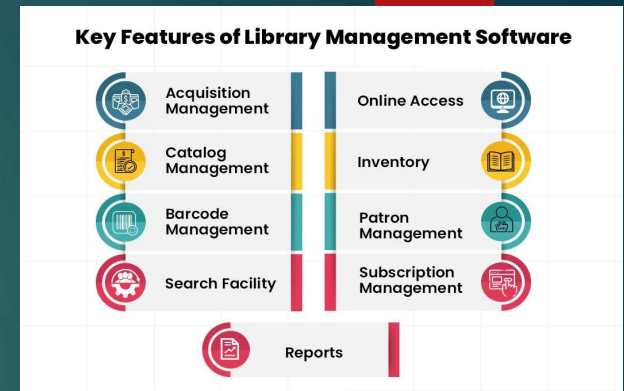 Key Features of Library Management Software
Acquisition
Management
Online Access
Catalog
Management
Inventory
Barcode
Management
Patron
Management
Search Facility
Subscription
Management
Reports